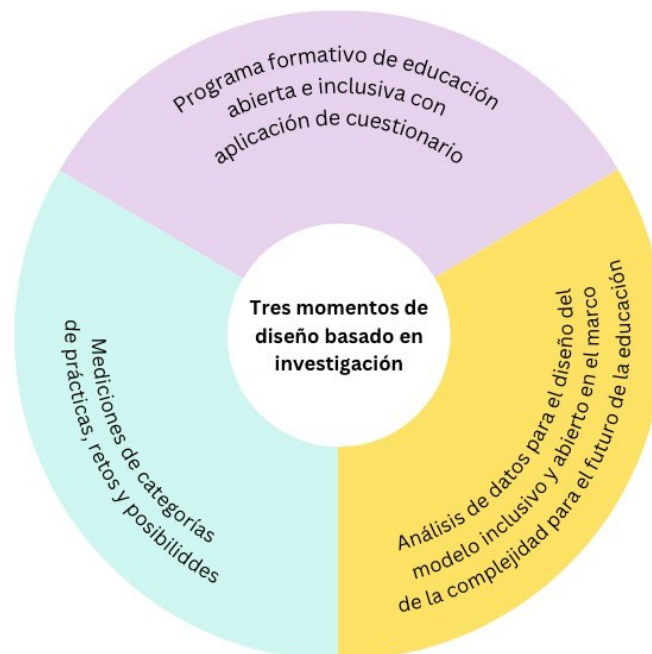 Programa formativo de educación
abierta e inclusiva con
aplicación de cuestionario
Tres momentos de
diseño basado en
investigación
Mediciones de categorías
de prácticas, retos y posibiliddes
Análisis de datos para el diseño del
modelo inclusivo y abierto en el marco
de la complejidad para el futuro de la educación